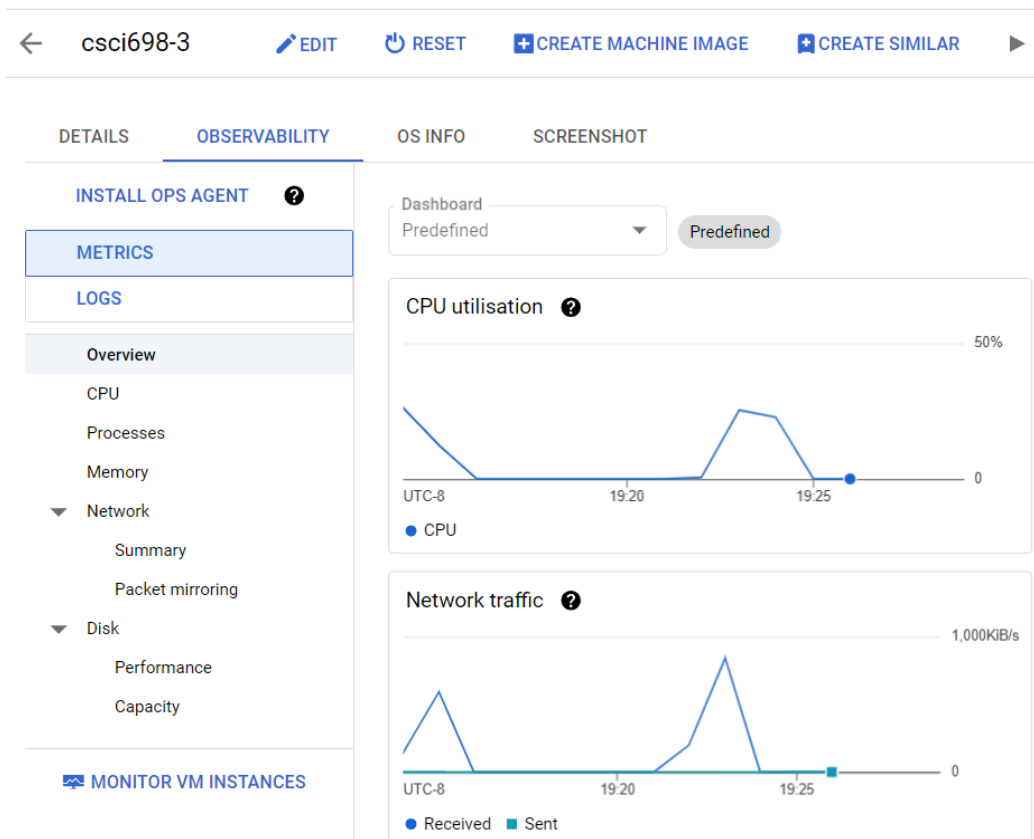 csci698-3 EDIT RESET CREATE MACHINE IMAGE CREATE SIMILAR
DETAILS OBSERVABILITY OS INFO SCREENSHOT
INSTALL OPS AGENT ?
METRICS
LOGS
Overview
CPU
Processes
Memory
Network
Summary
Packet mirroring
Disk
Performance
Capacity
MONITOR VM INSTANCES
Dashboard
Predefined
Predefined
CPU utilisation ?
50%
0
UTC-8 19:20 19:25
CPU
Network traffic ?
1,000KiB/s
0
UTC-8 19:20 19:25
Received Sent